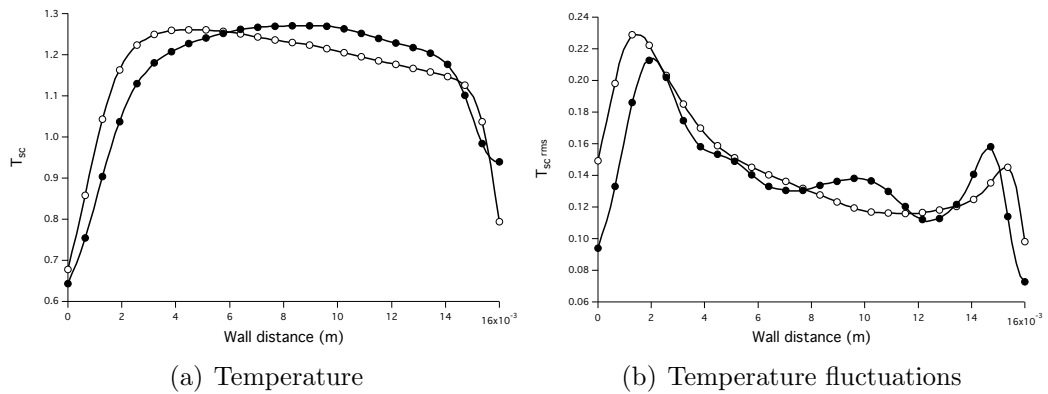 1.3
1.2
1.1
1.0
0.9
0.8
0.7
0.6
T_sc
0 2 4 6 8 10 12 14 16x10^-3
Wall distance (m)
(a) Temperature
0.24
0.22
0.20
0.18
0.16
0.14
0.12
0.10
0.08
0.06
T_sc^rms
0 2 4 6 8 10 12 14 16x10^-3
Wall distance (m)
(b) Temperature fluctuations